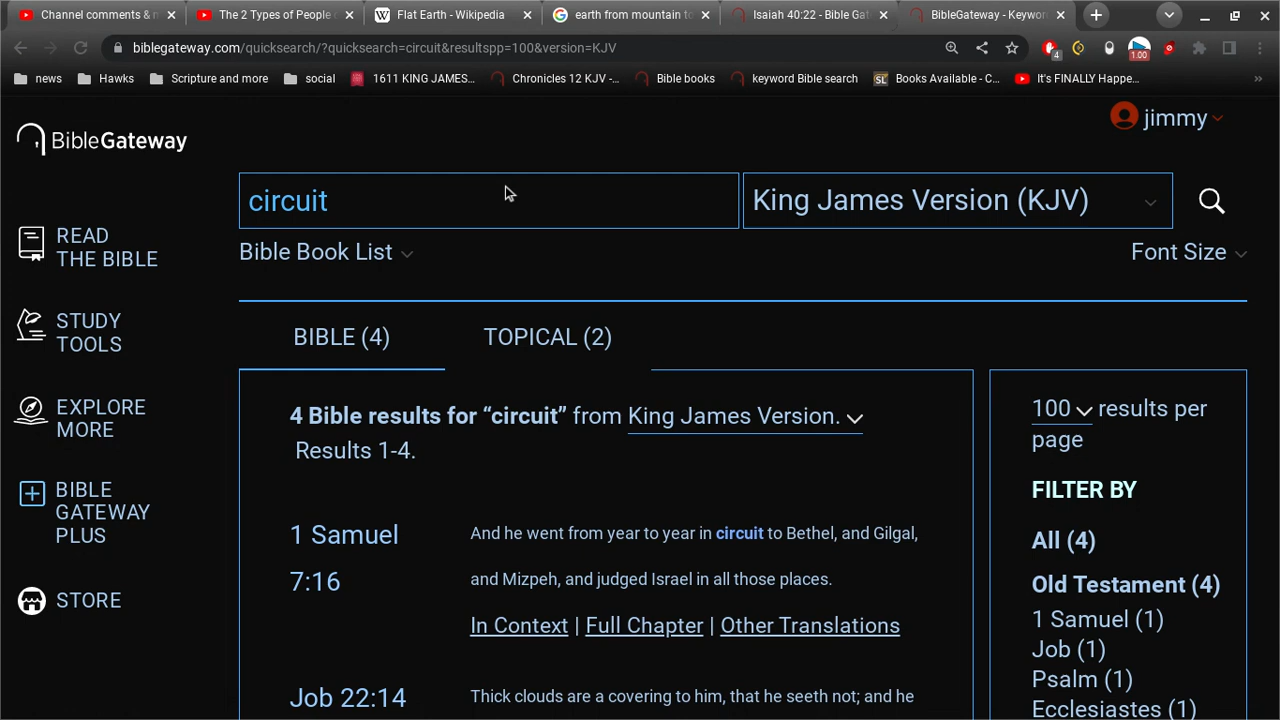 Channel comments & n
The 2 Types of People
Flat Earth - Wikipedia
earth from mountain to
Isaiah 40:22 - Bible Gat
BibleGateway - Keywor
biblegateway.com/quicksearch/?quicksearch=circuit&resultspp=100&version=KJV
4
1.00
news
Hawks
Scripture and more
social
1611 KING JAMES...
Chronicles 12 KJV -...
Bible books
keyword Bible search
SL
Books Available - C...
It's FINALLY Happe...
»
BibleGateway
jimmy
circuit
King James Version (KJV)
Bible Book List
Font Size
READ
THE BIBLE
STUDY
TOOLS
EXPLORE
MORE
BIBLE
GATEWAY
PLUS
STORE
BIBLE (4)
TOPICAL (2)
4 Bible results for “circuit” from King James Version.
Results 1-4.
1 Samuel
7:16
And he went from year to year in circuit to Bethel, and Gilgal,
and Mizpeh, and judged Israel in all those places.
In Context | Full Chapter | Other Translations
Job 22:14
Thick clouds are a covering to him, that he seeth not; and he
100 results per
page
FILTER BY
All (4)
Old Testament (4)
1 Samuel (1)
Job (1)
Psalm (1)
Ecclesiastes (1)